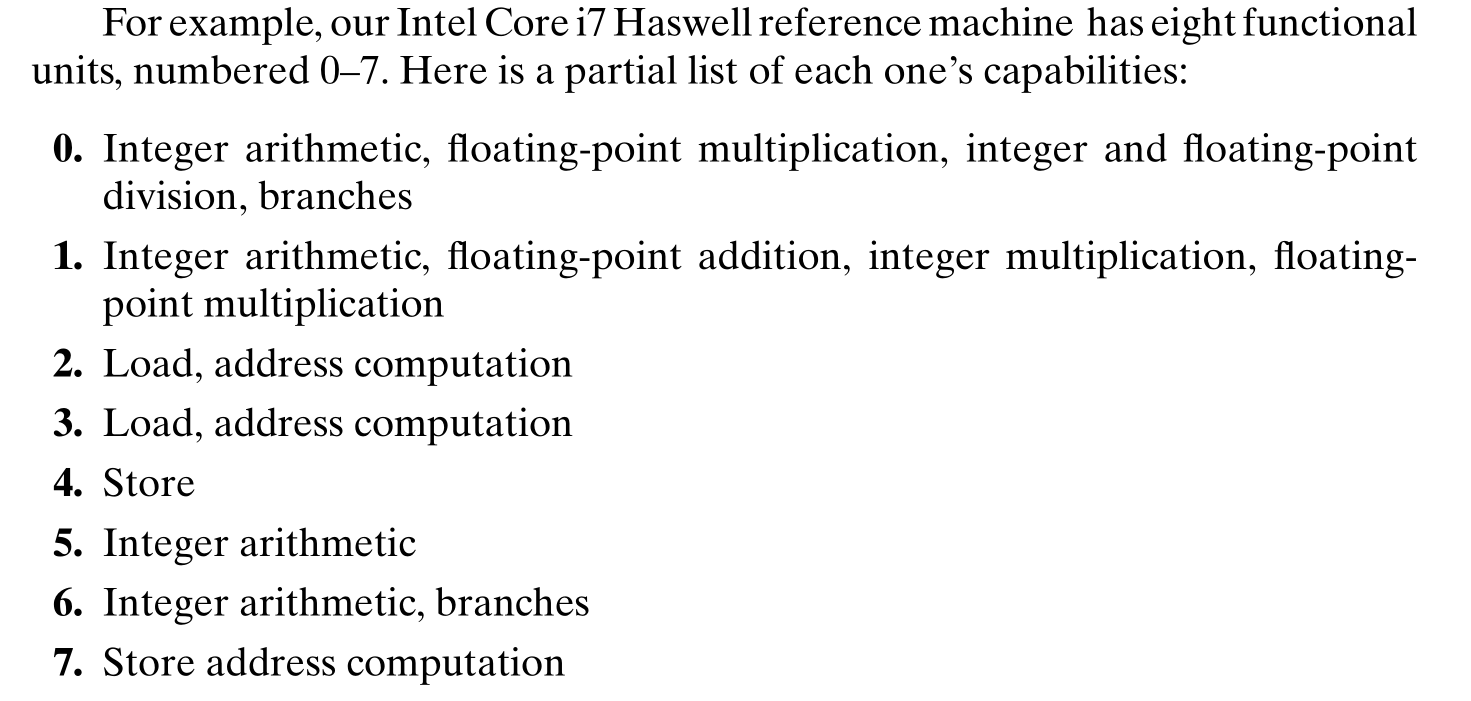 For example, our Intel Core i7 Haswell reference machine has eight functional
units, numbered 0–7. Here is a partial list of each one’s capabilities:
0. Integer arithmetic, floating-point multiplication, integer and floating-point
division, branches
1. Integer arithmetic, floating-point addition, integer multiplication, floating-
point multiplication
2. Load, address computation
3. Load, address computation
4. Store
5. Integer arithmetic
6. Integer arithmetic, branches
7. Store address computation